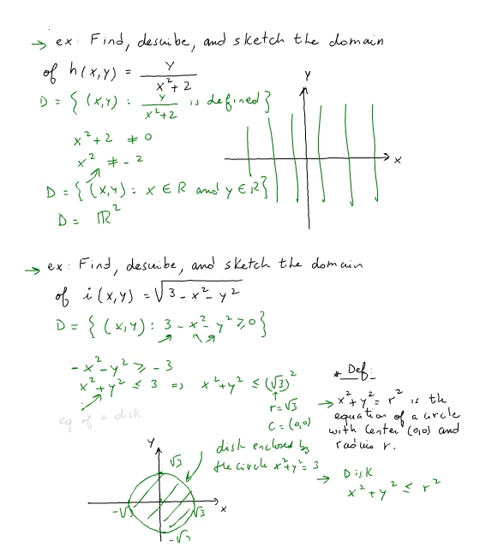 → ex: Find, describe, and sketch the domain
of h(x,y) = y / (x²+2)
D = { (x,y) : y/(x²+2) is defined}
x²+2 ≠ 0
x² ≠ -2
D = { (x,y) : x ∈ R and y ∈ R}
D = ℝ²
y
x
→ ex: Find, describe, and sketch the domain
of i(x,y) = √(3-x²-y²)
D = { (x,y) : 3-x²-y² ≥ 0}
-x²-y² ≥ -3
x²+y² ≤ 3 ⇒ x²+y² ≤ (√3)²
r = √3
C = (0,0)
eq of a disk
* Def:
→ x²+y² = r² is the
equation of a circle
with center (0,0) and
radius r.
→ Disk
x²+y² ≤ r²
disk enclosed by
the circle x²+y² = 3
y
√3
-√3
√3
x
-√3